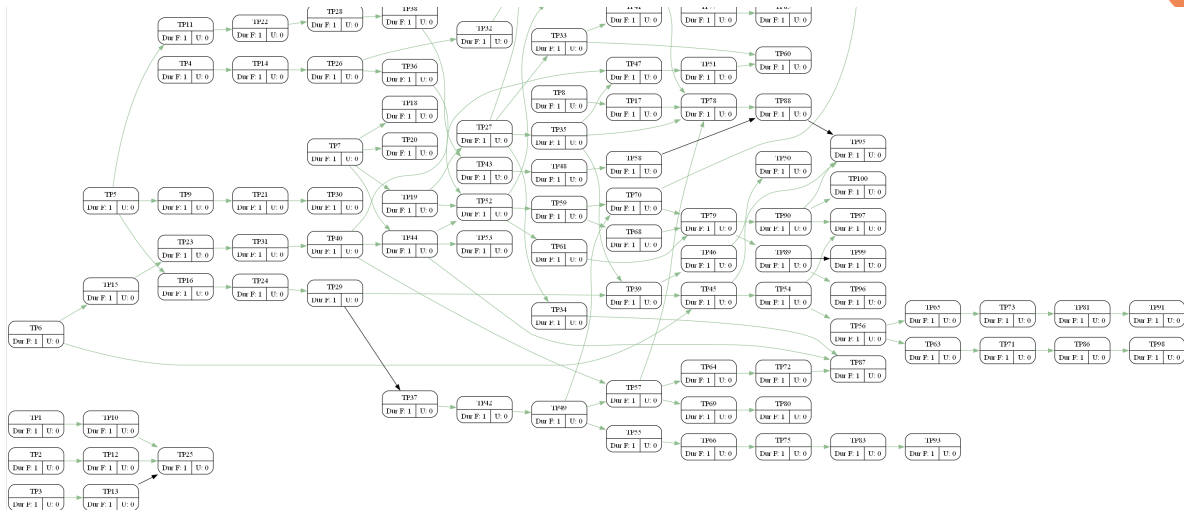 TP28
Dur F: 1 U: 0
TP38
Dur F: 1 U: 0
Dur F: 1 U: 0
Dur F: 1 U: 0
Dur F: 1 U: 0
TP11
Dur F: 1 U: 0
TP22
Dur F: 1 U: 0
TP32
Dur F: 1 U: 0
TP33
Dur F: 1 U: 0
TP60
Dur F: 1 U: 0
TP4
Dur F: 1 U: 0
TP14
Dur F: 1 U: 0
TP26
Dur F: 1 U: 0
TP36
Dur F: 1 U: 0
TP47
Dur F: 1 U: 0
TP51
Dur F: 1 U: 0
TP8
Dur F: 1 U: 0
TP18
Dur F: 1 U: 0
TP17
Dur F: 1 U: 0
TP78
Dur F: 1 U: 0
TP88
Dur F: 1 U: 0
TP27
Dur F: 1 U: 0
TP35
Dur F: 1 U: 0
TP7
Dur F: 1 U: 0
TP20
Dur F: 1 U: 0
TP95
Dur F: 1 U: 0
TP43
Dur F: 1 U: 0
TP48
Dur F: 1 U: 0
TP58
Dur F: 1 U: 0
TP50
Dur F: 1 U: 0
TP100
Dur F: 1 U: 0
TP5
Dur F: 1 U: 0
TP9
Dur F: 1 U: 0
TP21
Dur F: 1 U: 0
TP30
Dur F: 1 U: 0
TP19
Dur F: 1 U: 0
TP52
Dur F: 1 U: 0
TP59
Dur F: 1 U: 0
TP70
Dur F: 1 U: 0
TP79
Dur F: 1 U: 0
TP90
Dur F: 1 U: 0
TP97
Dur F: 1 U: 0
TP23
Dur F: 1 U: 0
TP31
Dur F: 1 U: 0
TP40
Dur F: 1 U: 0
TP44
Dur F: 1 U: 0
TP53
Dur F: 1 U: 0
TP61
Dur F: 1 U: 0
TP68
Dur F: 1 U: 0
TP46
Dur F: 1 U: 0
TP89
Dur F: 1 U: 0
TP99
Dur F: 1 U: 0
TP15
Dur F: 1 U: 0
TP16
Dur F: 1 U: 0
TP24
Dur F: 1 U: 0
TP29
Dur F: 1 U: 0
TP39
Dur F: 1 U: 0
TP45
Dur F: 1 U: 0
TP54
Dur F: 1 U: 0
TP96
Dur F: 1 U: 0
TP34
Dur F: 1 U: 0
TP65
Dur F: 1 U: 0
TP73
Dur F: 1 U: 0
TP81
Dur F: 1 U: 0
TP91
Dur F: 1 U: 0
TP6
Dur F: 1 U: 0
TP56
Dur F: 1 U: 0
TP63
Dur F: 1 U: 0
TP71
Dur F: 1 U: 0
TP86
Dur F: 1 U: 0
TP98
Dur F: 1 U: 0
TP87
Dur F: 1 U: 0
TP64
Dur F: 1 U: 0
TP72
Dur F: 1 U: 0
TP57
Dur F: 1 U: 0
TP37
Dur F: 1 U: 0
TP42
Dur F: 1 U: 0
TP49
Dur F: 1 U: 0
TP69
Dur F: 1 U: 0
TP80
Dur F: 1 U: 0
TP1
Dur F: 1 U: 0
TP10
Dur F: 1 U: 0
TP55
Dur F: 1 U: 0
TP66
Dur F: 1 U: 0
TP75
Dur F: 1 U: 0
TP83
Dur F: 1 U: 0
TP93
Dur F: 1 U: 0
TP2
Dur F: 1 U: 0
TP12
Dur F: 1 U: 0
TP25
Dur F: 1 U: 0
TP3
Dur F: 1 U: 0
TP13
Dur F: 1 U: 0